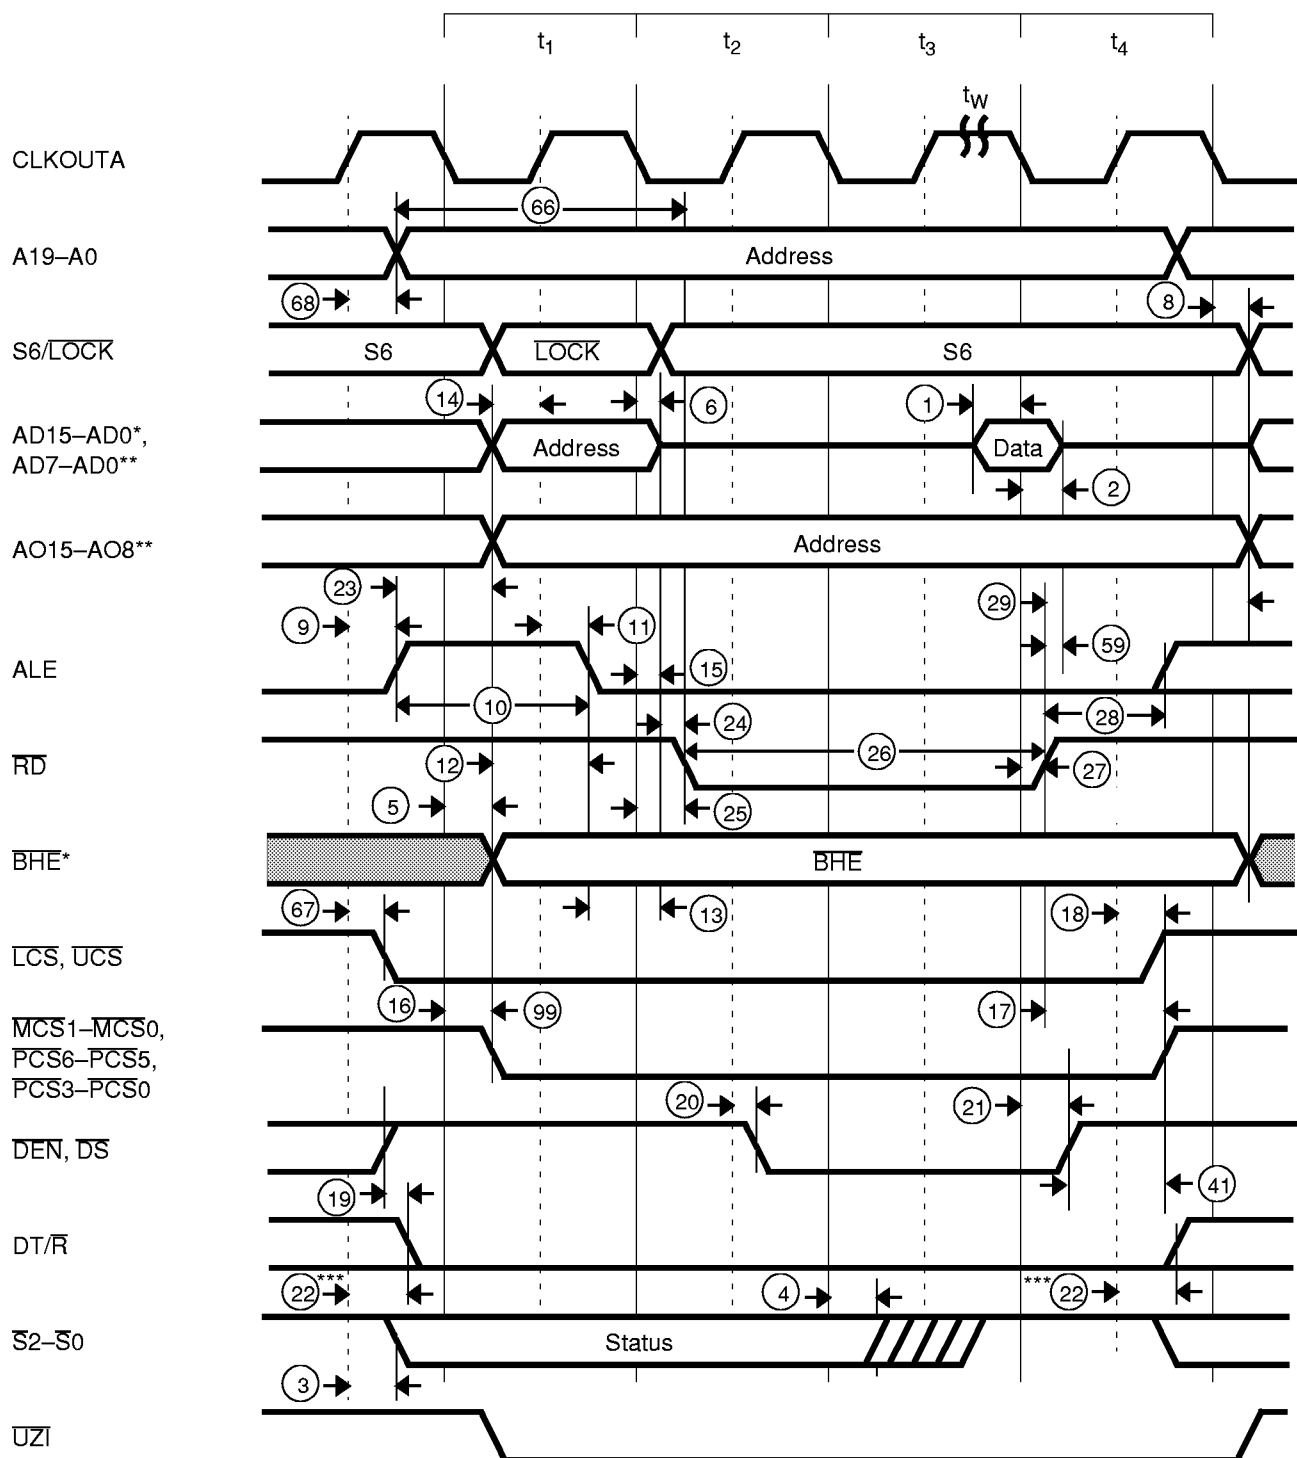 t1 t2 t3 t4
tW
CLKOUTA
66
A19–A0 Address
68 8
S6/LOCK S6 LOCK S6
14 6 1
AD15–AD0*,
AD7–AD0** Address Data
2
AO15–AO8** Address
23 29
9 11 59
ALE 15
10 24 28
RD 12 26 27
5 25
BHE* BHE
67 13 18
LCS, UCS
16 99 17
MCS1–MCS0,
PCS6–PCS5,
PCS3–PCS0
20 21
DEN, DS
19 41
DT/R
22*** 4 ***22
S2–S0 Status
3
UZI